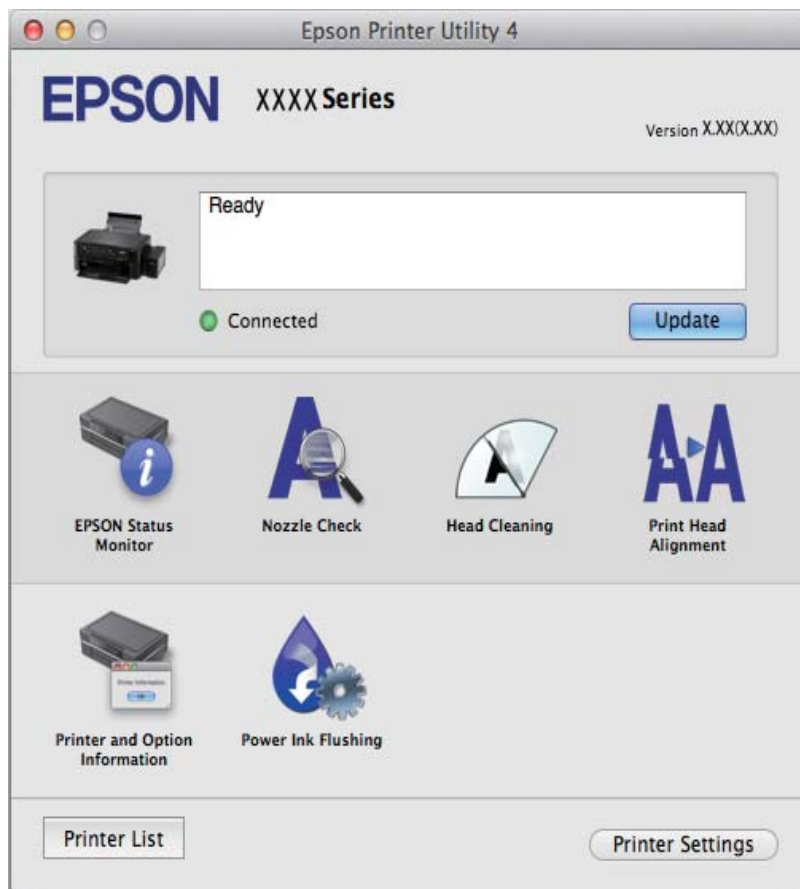 Epson Printer Utility 4
EPSON XXXX Series
Version X.XX(X.XX)
Ready
Connected
Update
EPSON Status
Monitor
Nozzle Check
Head Cleaning
Print Head
Alignment
Printer and Option
Information
Power Ink Flushing
Printer List
Printer Settings